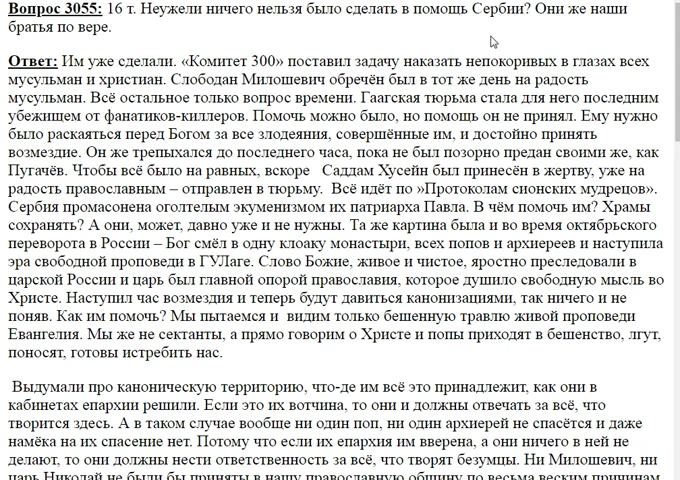 Вопрос 3055: 16 т. Неужели ничего нельзя было сделать в помощь Сербии? Они же наши
братья по вере.
Ответ: Им уже сделали. «Комитет 300» поставил задачу наказать непокоривых в глазах всех
мусульман и христиан. Слободан Милошевич обречён был в тот же день на радость
мусульман. Всё остальное только вопрос времени. Гаагская тюрьма стала для него последним
убежищем от фанатиков-киллеров. Помочь можно было, но помощь он не принял. Ему нужно
было раскаяться перед Богом за все злодеяния, совершённые им, и достойно принять
возмездие. Он же трепыхался до последнего часа, пока не был позорно предан своими же, как
Пугачёв. Чтобы всё было на равных, вскоре Саддам Хусейн был принесён в жертву, уже на
радость православным – отправлен в тюрьму. Всё идёт по »Протоколам сионских мудрецов».
Сербия промасонена оголтелым экуменизмом их патриарха Павла. В чём помочь им? Храмы
сохранять? А они, может, давно уже и не нужны. Та же картина была и во время октябрьского
переворота в России – Бог смёл в одну клоаку монастыри, всех попов и архиереев и наступила
эра свободной проповеди в ГУЛаге. Слово Божие, живое и чистое, яростно преследовали в
царской России и царь был главной опорой православия, которое душило свободную мысль во
Христе. Наступил час возмездия и теперь будут давиться канонизациями, так ничего и не
поняв. Как им помочь? Мы пытаемся и видим только бешенную травлю живой проповеди
Евангелия. Мы же не сектанты, а прямо говорим о Христе и попы приходят в бешенство, лгут,
поносят, готовы истребить нас.
Выдумали про каноническую территорию, что-де им всё это принадлежит, как они в
кабинетах епархии решили. Если это их вотчина, то они и должны отвечать за всё, что
творится здесь. А в таком случае вообще ни один поп, ни один архиерей не спасётся и даже
намёка на их спасение нет. Потому что если их епархия им вверена, а они ничего в ней не
делают, то они должны нести ответственность за всё, что творят безумцы. Ни Милошевич, ни
царь Николай не были бы приняты в нашу православную общину по весьма веским причинам